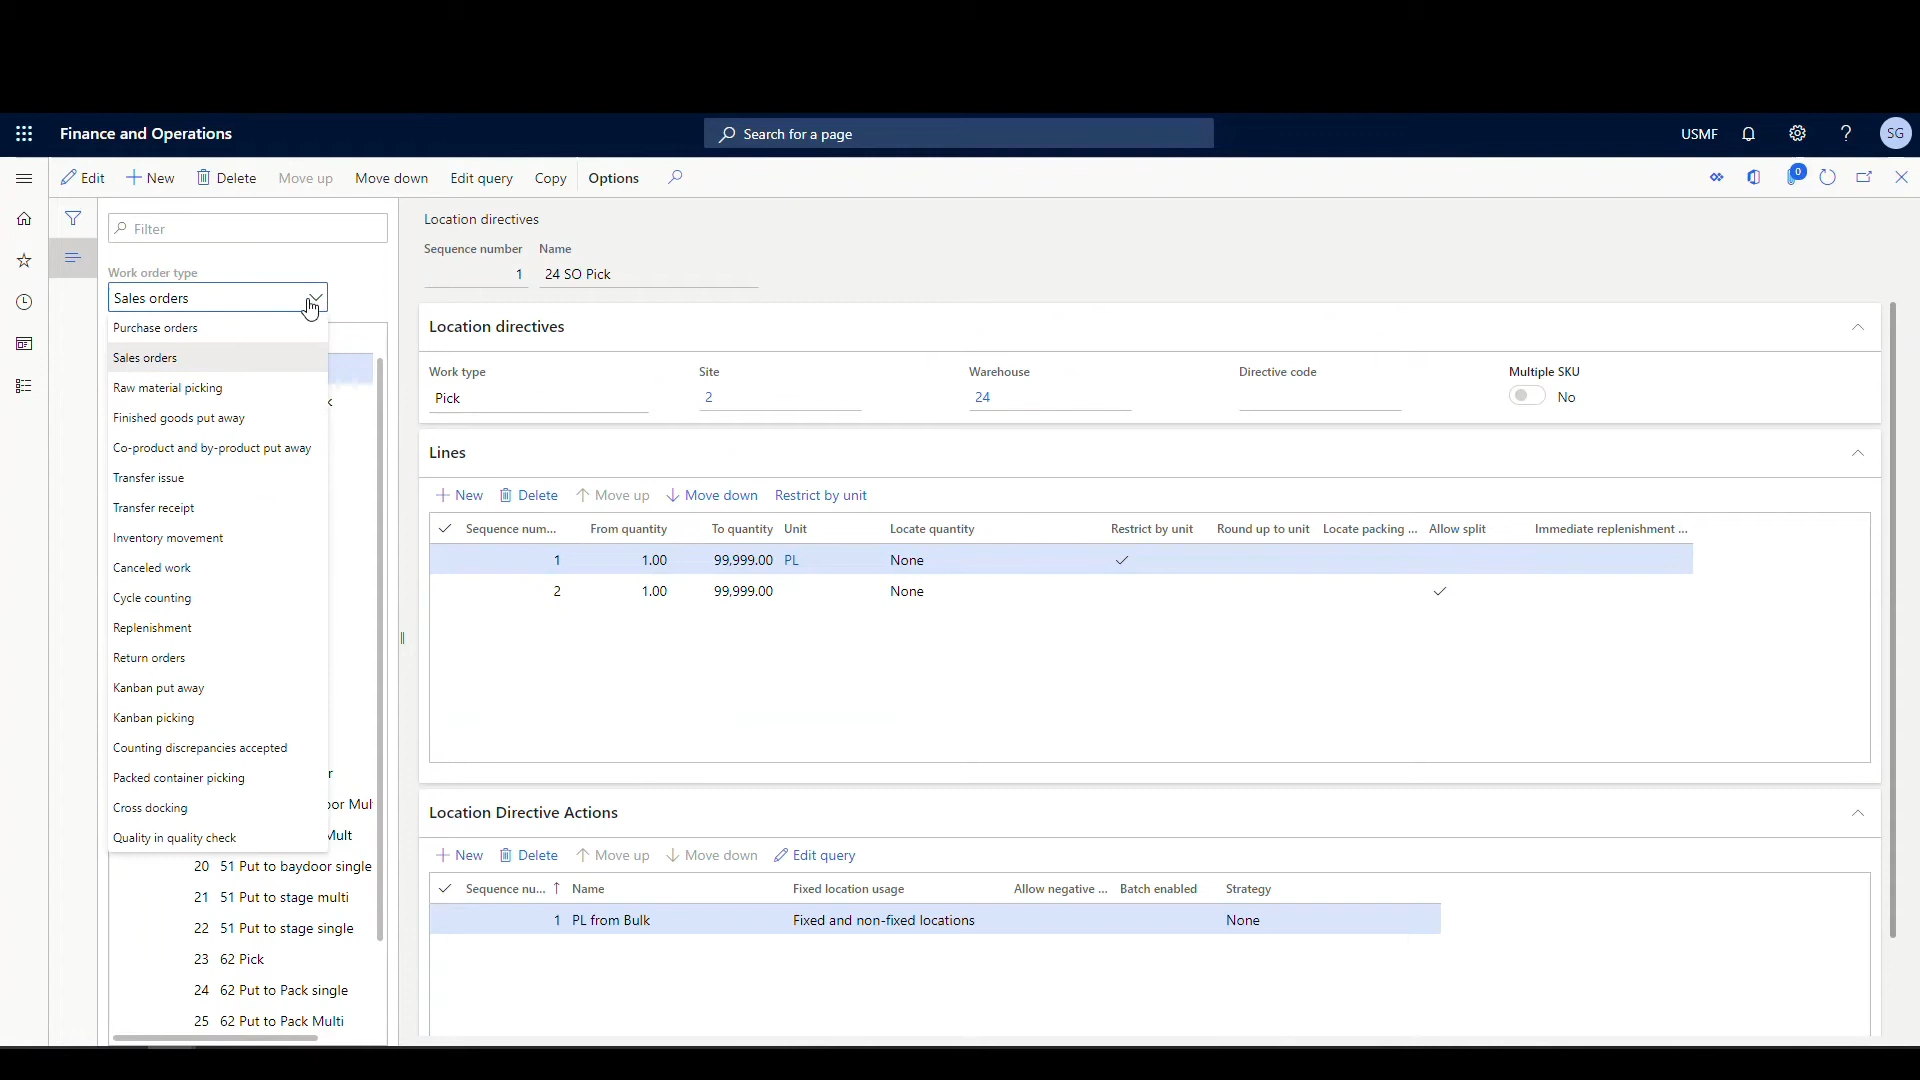 Finance and Operations
Search for a page
USMF
SG
Edit
New
Delete
Move up
Move down
Edit query
Copy
Options
0
Filter
Work order type
Sales orders
Purchase orders
Sales orders
Raw material picking
Finished goods put away
Co-product and by-product put away
Transfer issue
Transfer receipt
Inventory movement
Canceled work
Cycle counting
Replenishment
Return orders
Kanban put away
Kanban picking
Counting discrepancies accepted
Packed container picking
Cross docking
Quality in quality check
20 51 Put to baydoor single
21 51 Put to stage multi
22 51 Put to stage single
23 62 Pick
24 62 Put to Pack single
25 62 Put to Pack Multi
Location directives
Sequence number Name
1 24 SO Pick
Location directives
Work type Site Warehouse Directive code Multiple SKU
Pick 2 24 No
Lines
New Delete Move up Move down Restrict by unit
Sequence num... From quantity To quantity Unit Locate quantity Restrict by unit Round up to unit Locate packing ... Allow split Immediate replenishment ...
1 1.00 99,999.00 PL None
2 1.00 99,999.00 None
Location Directive Actions
New Delete Move up Move down Edit query
Sequence nu... Name Fixed location usage Allow negative ... Batch enabled Strategy
1 PL from Bulk Fixed and non-fixed locations None